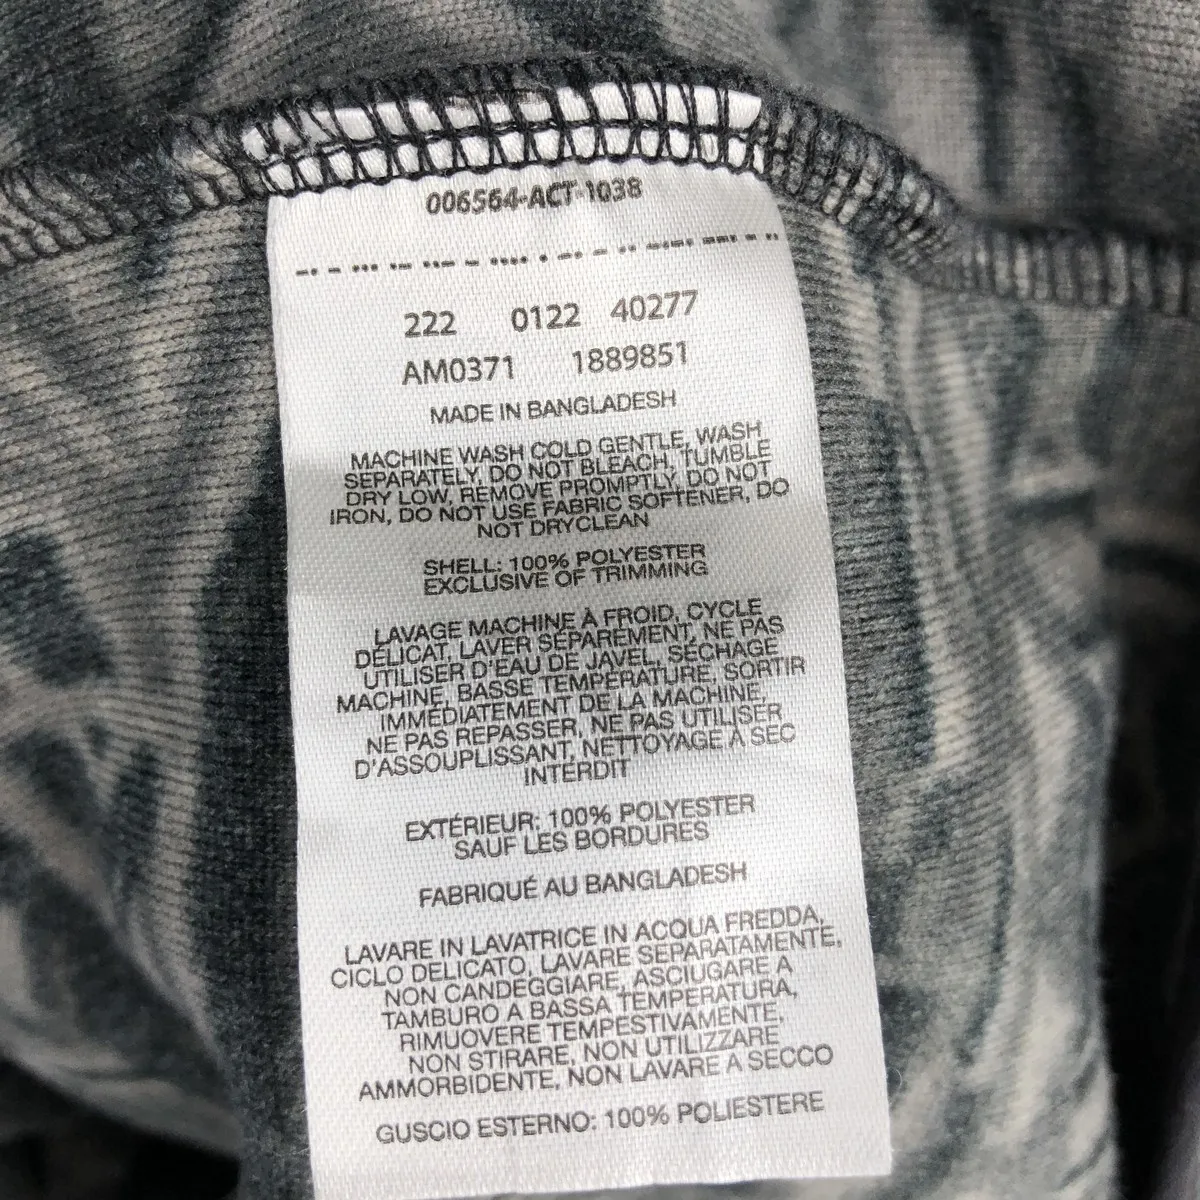 006564-ACT-1038
222 0122 40277
AM0371 1889851
MADE IN BANGLADESH
MACHINE WASH COLD GENTLE, WASH
SEPARATELY, DO NOT BLEACH, TUMBLE
DRY LOW, REMOVE PROMPTLY, DO NOT
IRON, DO NOT USE FABRIC SOFTENER, DO
NOT DRYCLEAN
SHELL: 100% POLYESTER
EXCLUSIVE OF TRIMMING
LAVAGE MACHINE À FROID, CYCLE
DÉLICAT, LAVER SÉPARÉMENT, NE PAS
UTILISER D'EAU DE JAVEL, SÉCHAGE
MACHINE, BASSE TEMPÉRATURE, SORTIR
IMMÉDIATEMENT DE LA MACHINE,
NE PAS REPASSER, NE PAS UTILISER
D'ASSOUPLISSANT, NETTOYAGE À SEC
INTERDIT
EXTÉRIEUR: 100% POLYESTER
SAUF LES BORDURES
FABRIQUÉ AU BANGLADESH
LAVARE IN LAVATRICE IN ACQUA FREDDA,
CICLO DELICATO, LAVARE SEPARATAMENTE,
NON CANDEGGIARE, ASCIUGARE A
TAMBURO A BASSA TEMPERATURA,
RIMUOVERE TEMPESTIVAMENTE,
NON STIRARE, NON UTILIZZARE
AMMORBIDENTE, NON LAVARE A SECCO
GUSCIO ESTERNO: 100% POLIESTERE